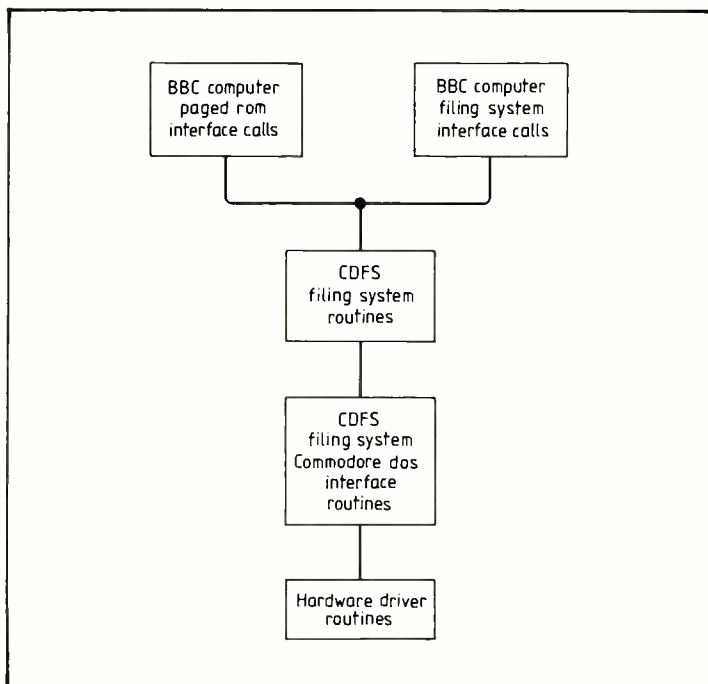 BBC computer
paged rom
interface calls
BBC computer
filing system
interface calls
CDFS
filing system
routines
CDFS
filing system
Commodore dos
interface
routines
Hardware driver
routines